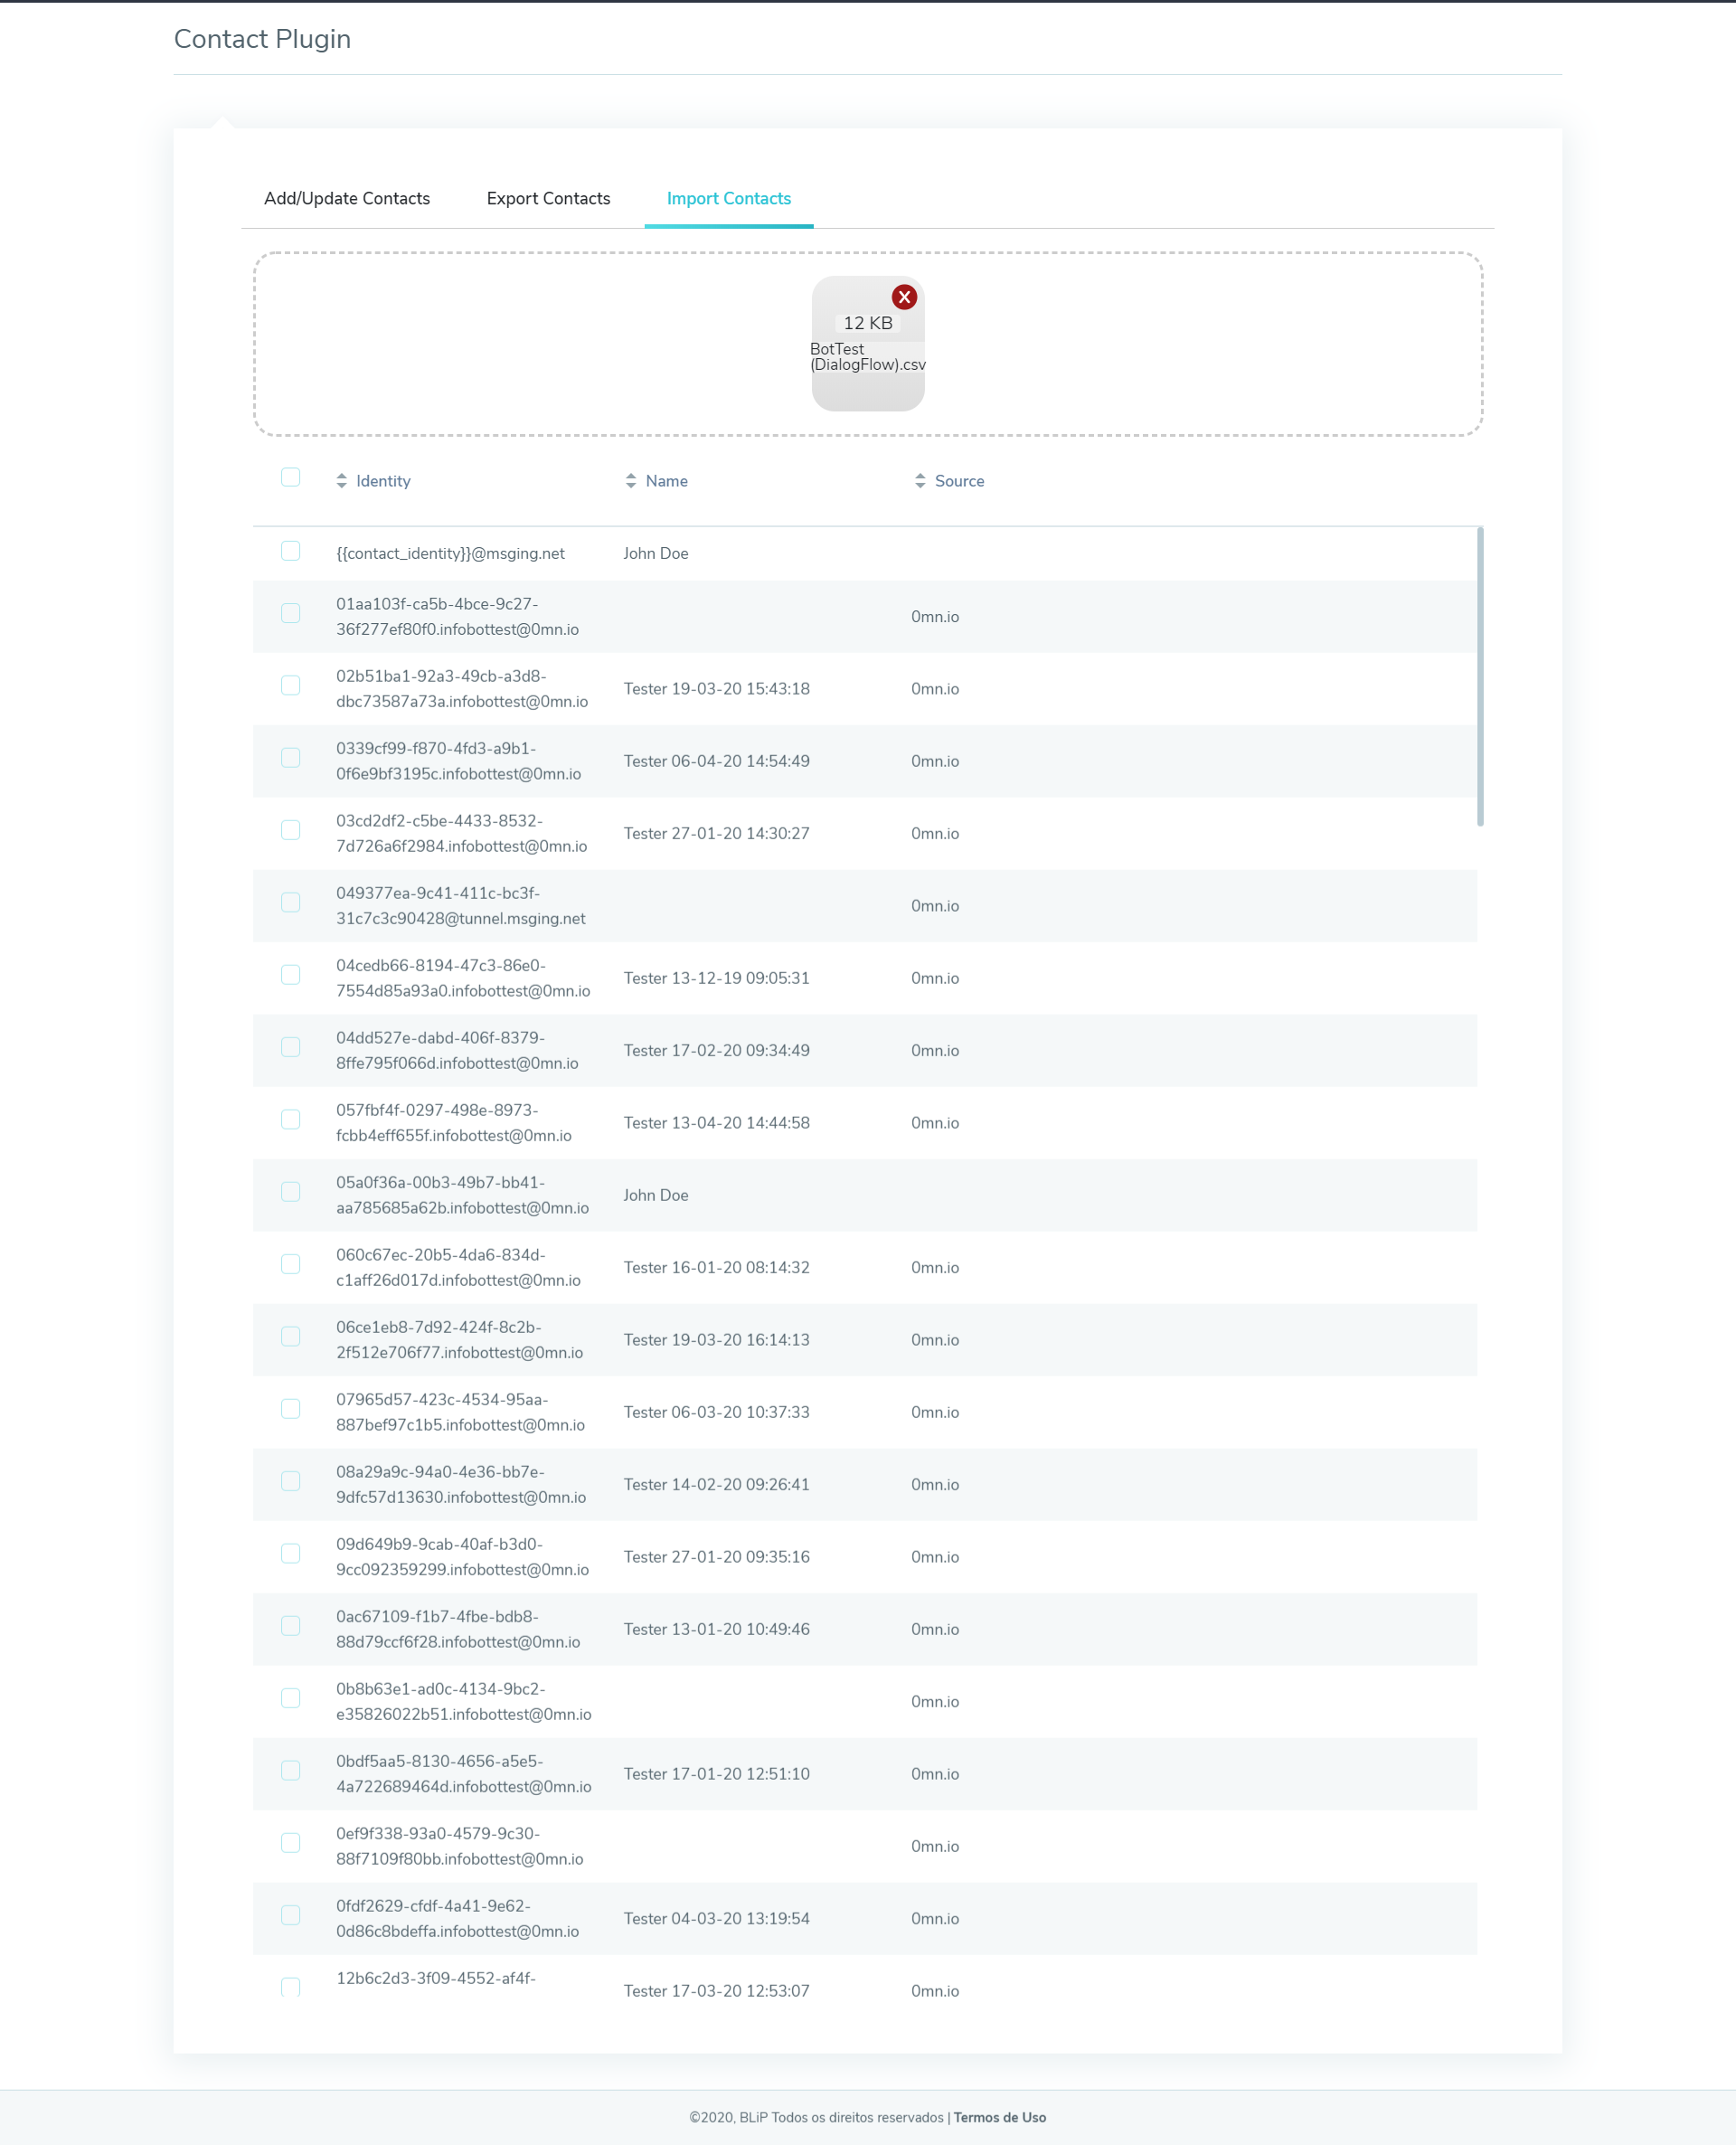 Contact Plugin
Add/Update Contacts Export Contacts Import Contacts
X
12 KB
BotTest
(DialogFlow).csv
Identity Name Source
{{contact_identity}}@msging.net John Doe
01aa103f-ca5b-4bce-9c27-
36f277ef80f0.infobottest@0mn.io 0mn.io
02b51ba1-92a3-49cb-a3d8-
dbc73587a73a.infobottest@0mn.io Tester 19-03-20 15:43:18 0mn.io
0339cf99-f870-4fd3-a9b1-
0f6e9bf3195c.infobottest@0mn.io Tester 06-04-20 14:54:49 0mn.io
03cd2df2-c5be-4433-8532-
7d726a6f2984.infobottest@0mn.io Tester 27-01-20 14:30:27 0mn.io
049377ea-9c41-411c-bc3f-
31c7c3c90428@tunnel.msging.net 0mn.io
04cedb66-8194-47c3-86e0-
7554d85a93a0.infobottest@0mn.io Tester 13-12-19 09:05:31 0mn.io
04dd527e-dabd-406f-8379-
8ffe795f066d.infobottest@0mn.io Tester 17-02-20 09:34:49 0mn.io
057fbf4f-0297-498e-8973-
fcbb4eff655f.infobottest@0mn.io Tester 13-04-20 14:44:58 0mn.io
05a0f36a-00b3-49b7-bb41-
aa785685a62b.infobottest@0mn.io John Doe
060c67ec-20b5-4da6-834d-
c1aff26d017d.infobottest@0mn.io Tester 16-01-20 08:14:32 0mn.io
06ce1eb8-7d92-424f-8c2b-
2f512e706f77.infobottest@0mn.io Tester 19-03-20 16:14:13 0mn.io
07965d57-423c-4534-95aa-
887bef97c1b5.infobottest@0mn.io Tester 06-03-20 10:37:33 0mn.io
08a29a9c-94a0-4e36-bb7e-
9dfc57d13630.infobottest@0mn.io Tester 14-02-20 09:26:41 0mn.io
09d649b9-9cab-40af-b3d0-
9cc092359299.infobottest@0mn.io Tester 27-01-20 09:35:16 0mn.io
0ac67109-f1b7-4fbe-bdb8-
88d79ccf6f28.infobottest@0mn.io Tester 13-01-20 10:49:46 0mn.io
0b8b63e1-ad0c-4134-9bc2-
e35826022b51.infobottest@0mn.io 0mn.io
0bdf5aa5-8130-4656-a5e5-
4a722689464d.infobottest@0mn.io Tester 17-01-20 12:51:10 0mn.io
0ef9f338-93a0-4579-9c30-
88f7109f80bb.infobottest@0mn.io 0mn.io
0fdf2629-cfdf-4a41-9e62-
0d86c8bdeffa.infobottest@0mn.io Tester 04-03-20 13:19:54 0mn.io
12b6c2d3-3f09-4552-af4f-
Tester 17-03-20 12:53:07 0mn.io
©2020, BLiP Todos os direitos reservados | Termos de Uso